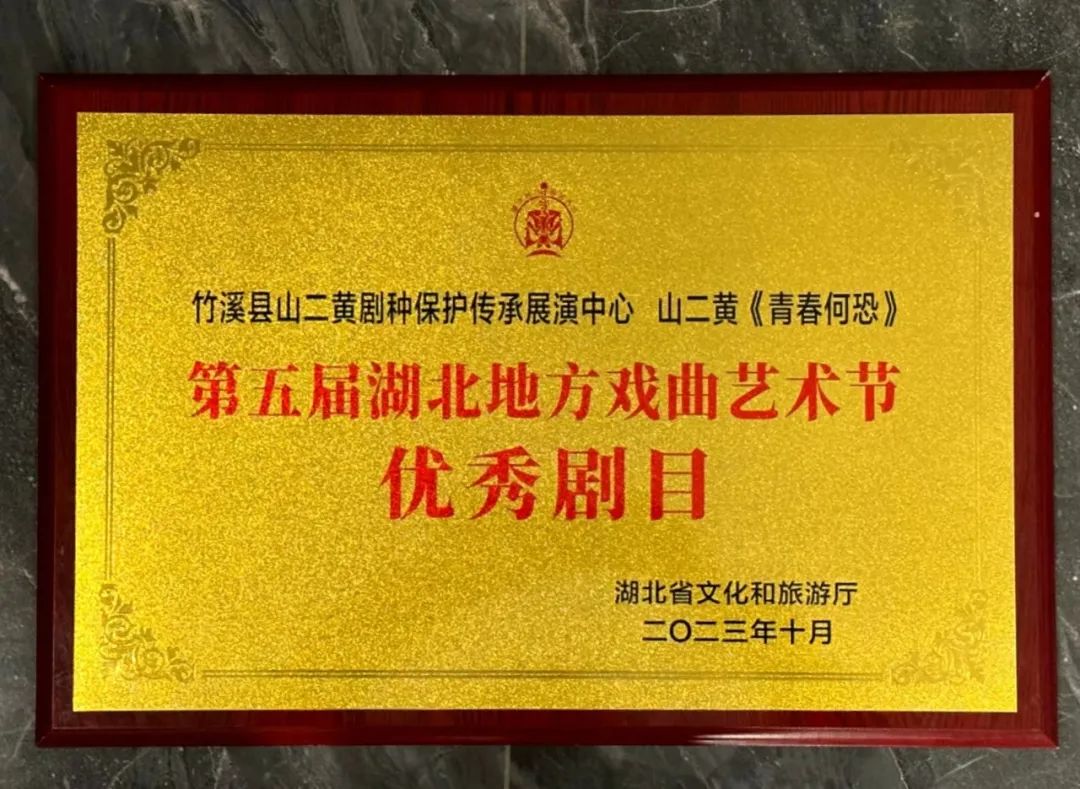 竹溪县山二黄剧种保护传承展演中心 山二黄《青春何恐》
第五届湖北地方戏曲艺术节
优秀剧目
湖北省文化和旅游厅
二〇二三年十月